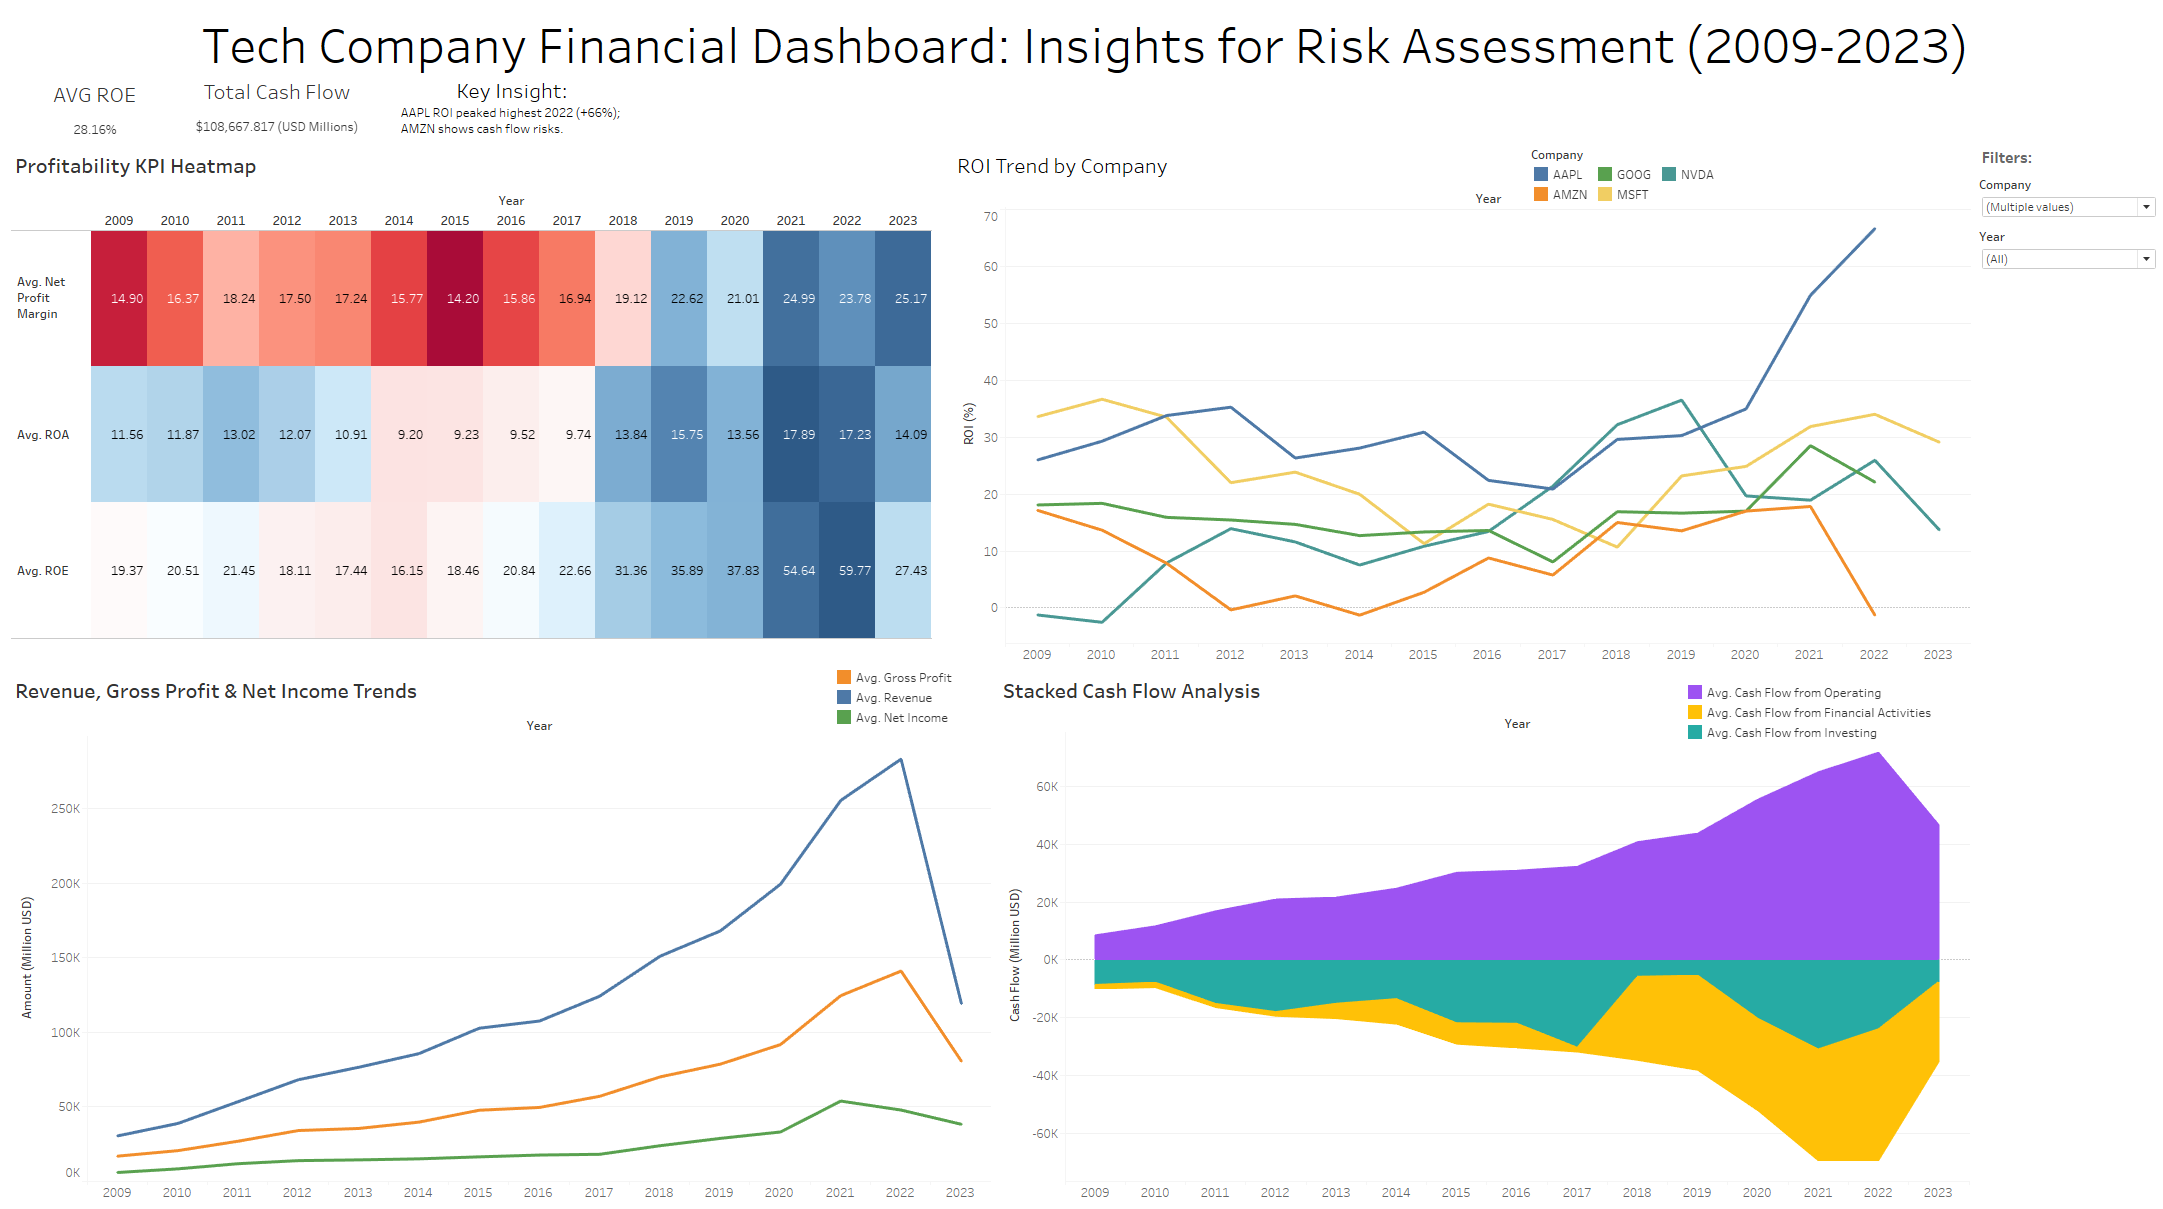 Tech Company Financial Dashboard: Insights for Risk Assessment (2009-2023)
AVG ROE
28.16%
Total Cash Flow
$108,667.817 (USD Millions)
Key Insight:
AAPL ROI peaked highest 2022 (+66%);
AMZN shows cash flow risks.
Profitability KPI Heatmap
Year
2009 2010 2011 2012 2013 2014 2015 2016 2017 2018 2019 2020 2021 2022 2023
Avg. Net
Profit
Margin
14.90 16.37 18.24 17.50 17.24 15.77 14.20 15.86 16.94 19.12 22.62 21.01 24.99 23.78 25.17
Avg. ROA
11.56 11.87 13.02 12.07 10.91 9.20 9.23 9.52 9.74 13.84 15.75 13.56 17.89 17.23 14.09
Avg. ROE
19.37 20.51 21.45 18.11 17.44 16.15 18.46 20.84 22.66 31.36 35.89 37.83 54.64 59.77 27.43
ROI Trend by Company
Company
AAPL GOOG NVDA
AMZN MSFT
Year
70
60
50
40
30
20
10
0
ROI (%)
2009 2010 2011 2012 2013 2014 2015 2016 2017 2018 2019 2020 2021 2022 2023
Filters:
Company
(Multiple values)
Year
(All)
Revenue, Gross Profit & Net Income Trends
Avg. Gross Profit
Avg. Revenue
Avg. Net Income
Year
250K
200K
150K
100K
50K
0K
Amount (Million USD)
2009 2010 2011 2012 2013 2014 2015 2016 2017 2018 2019 2020 2021 2022 2023
Stacked Cash Flow Analysis
Avg. Cash Flow from Operating
Avg. Cash Flow from Financial Activities
Avg. Cash Flow from Investing
Year
60K
40K
20K
0K
-20K
-40K
-60K
Cash Flow (Million USD)
2009 2010 2011 2012 2013 2014 2015 2016 2017 2018 2019 2020 2021 2022 2023